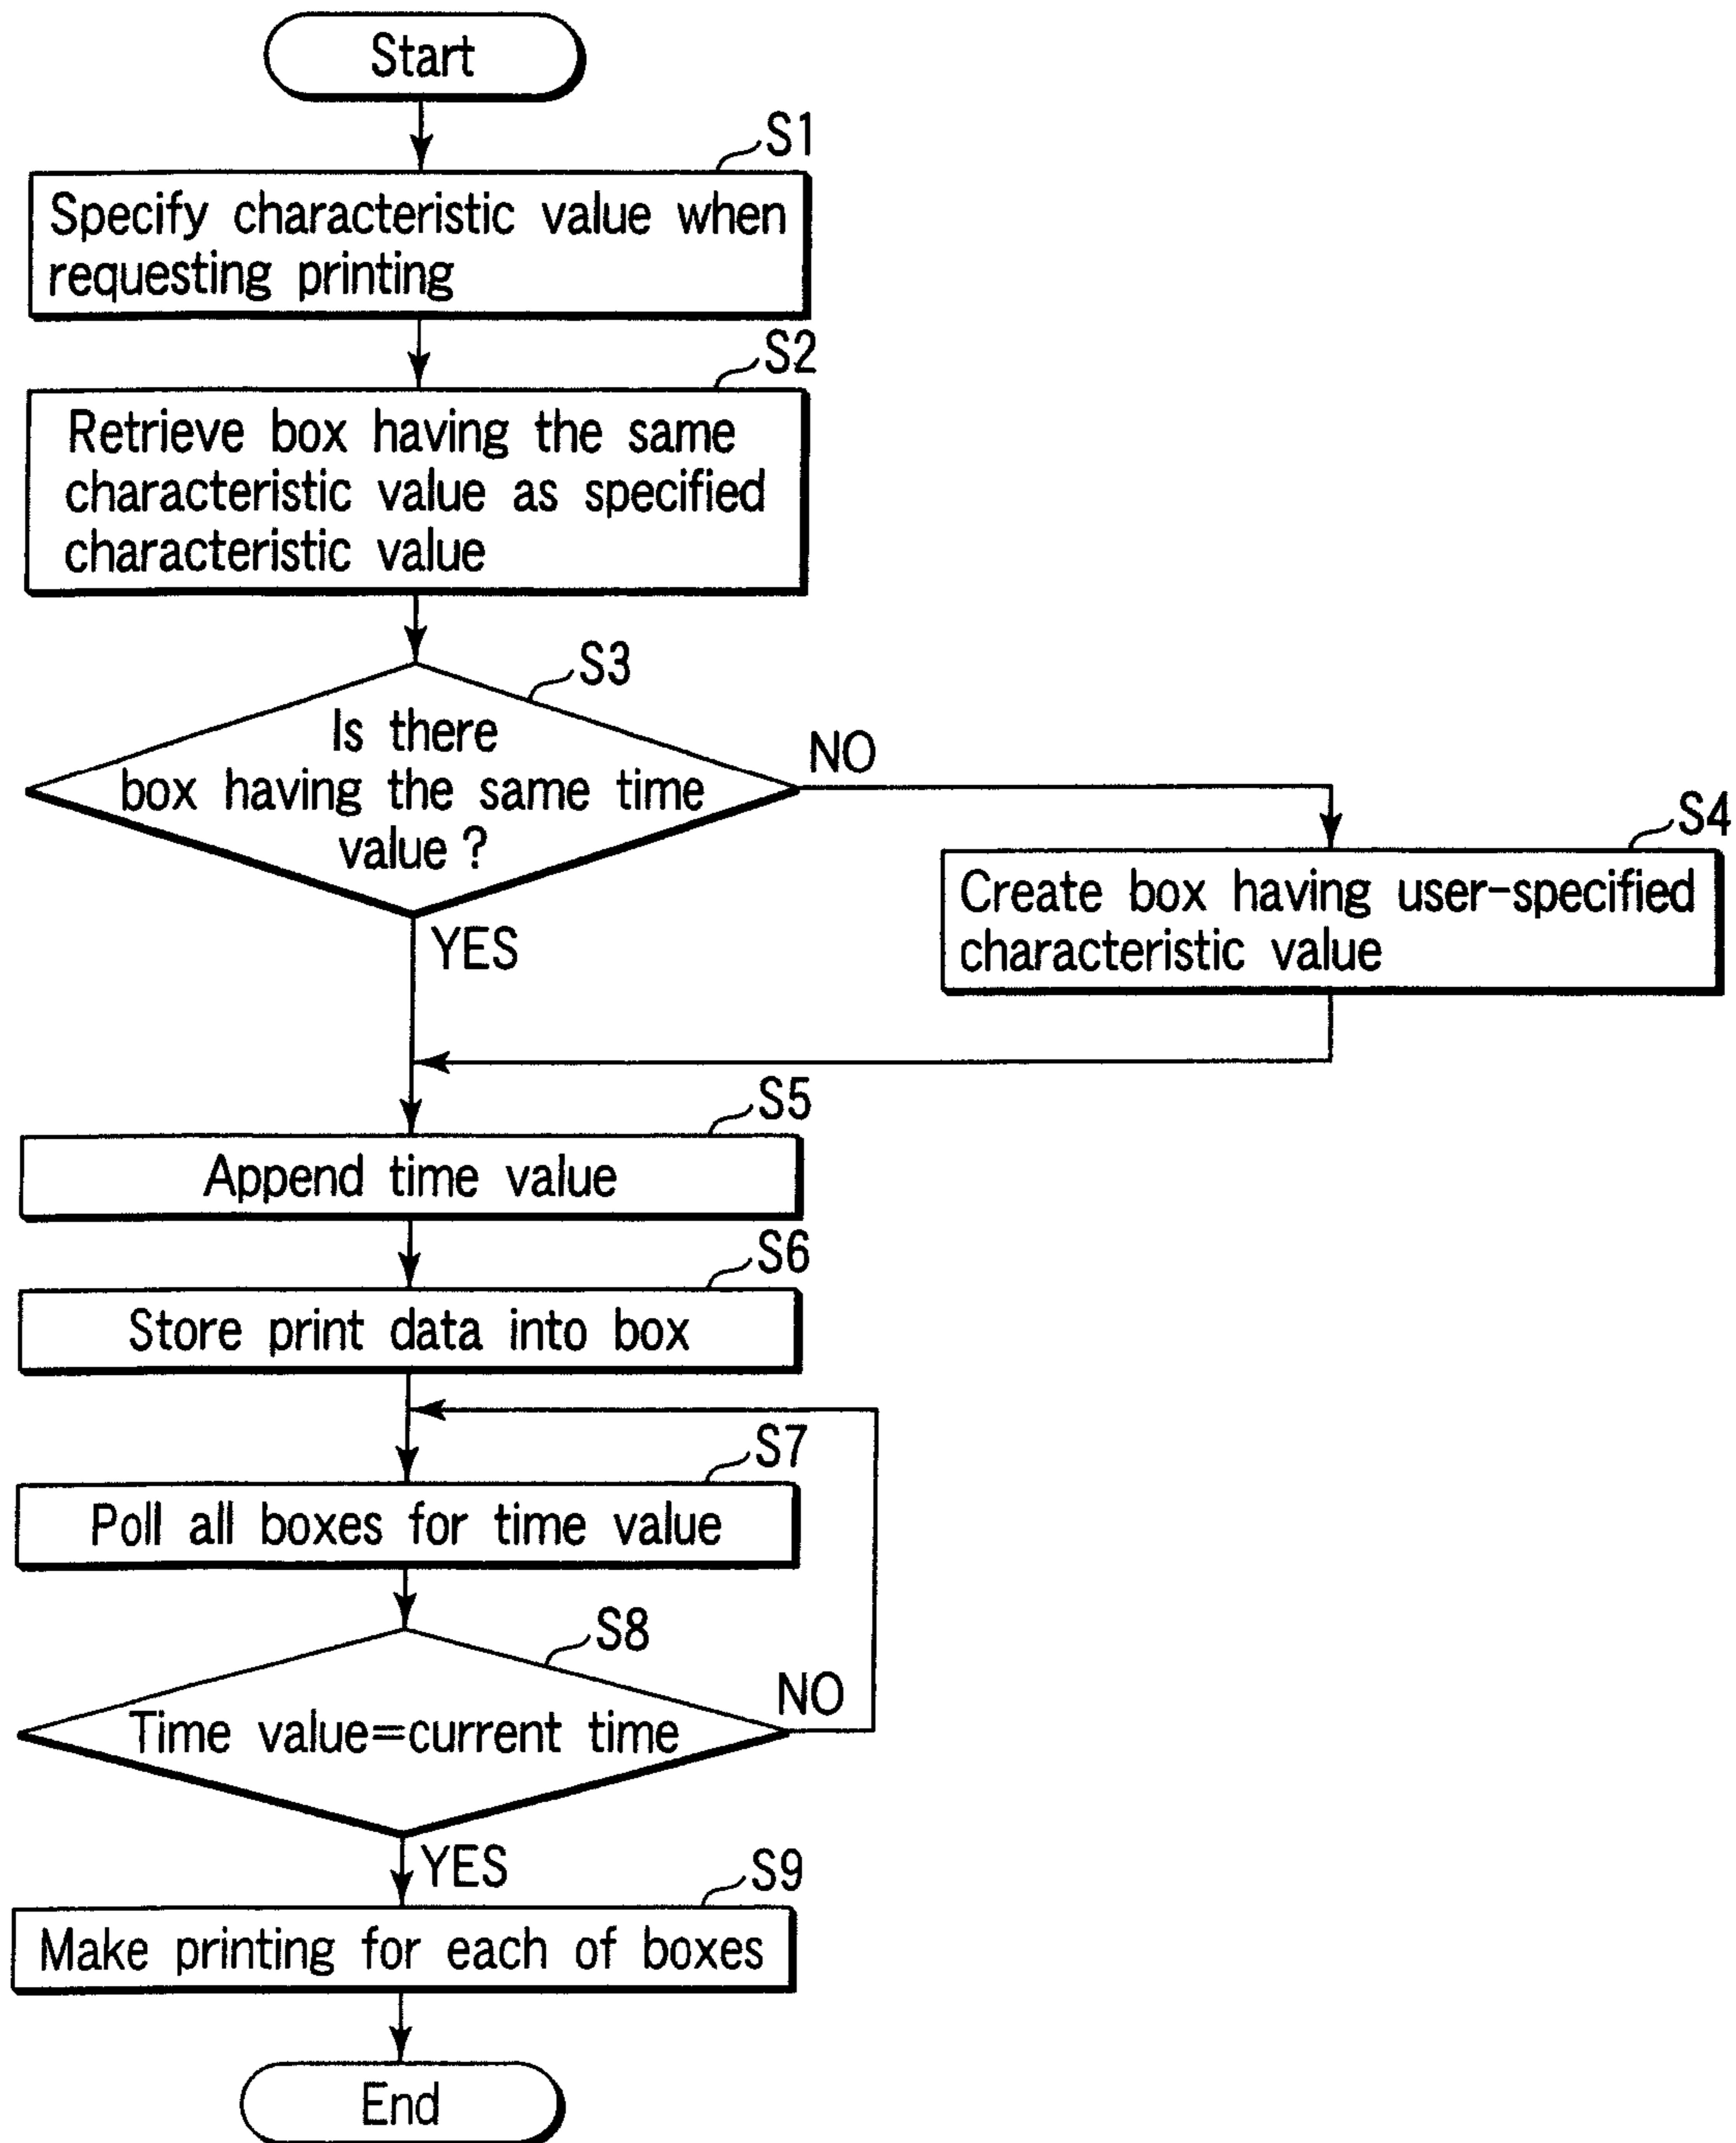 Start
S1
Specify characteristic value when
requesting printing
S2
Retrieve box having the same
characteristic value as specified
characteristic value
S3
Is there
box having the same time
value ?
NO
YES
S4
Create box having user-specified
characteristic value
S5
Append time value
S6
Store print data into box
S7
Poll all boxes for time value
S8
Time value=current time
NO
YES
S9
Make printing for each of boxes
End